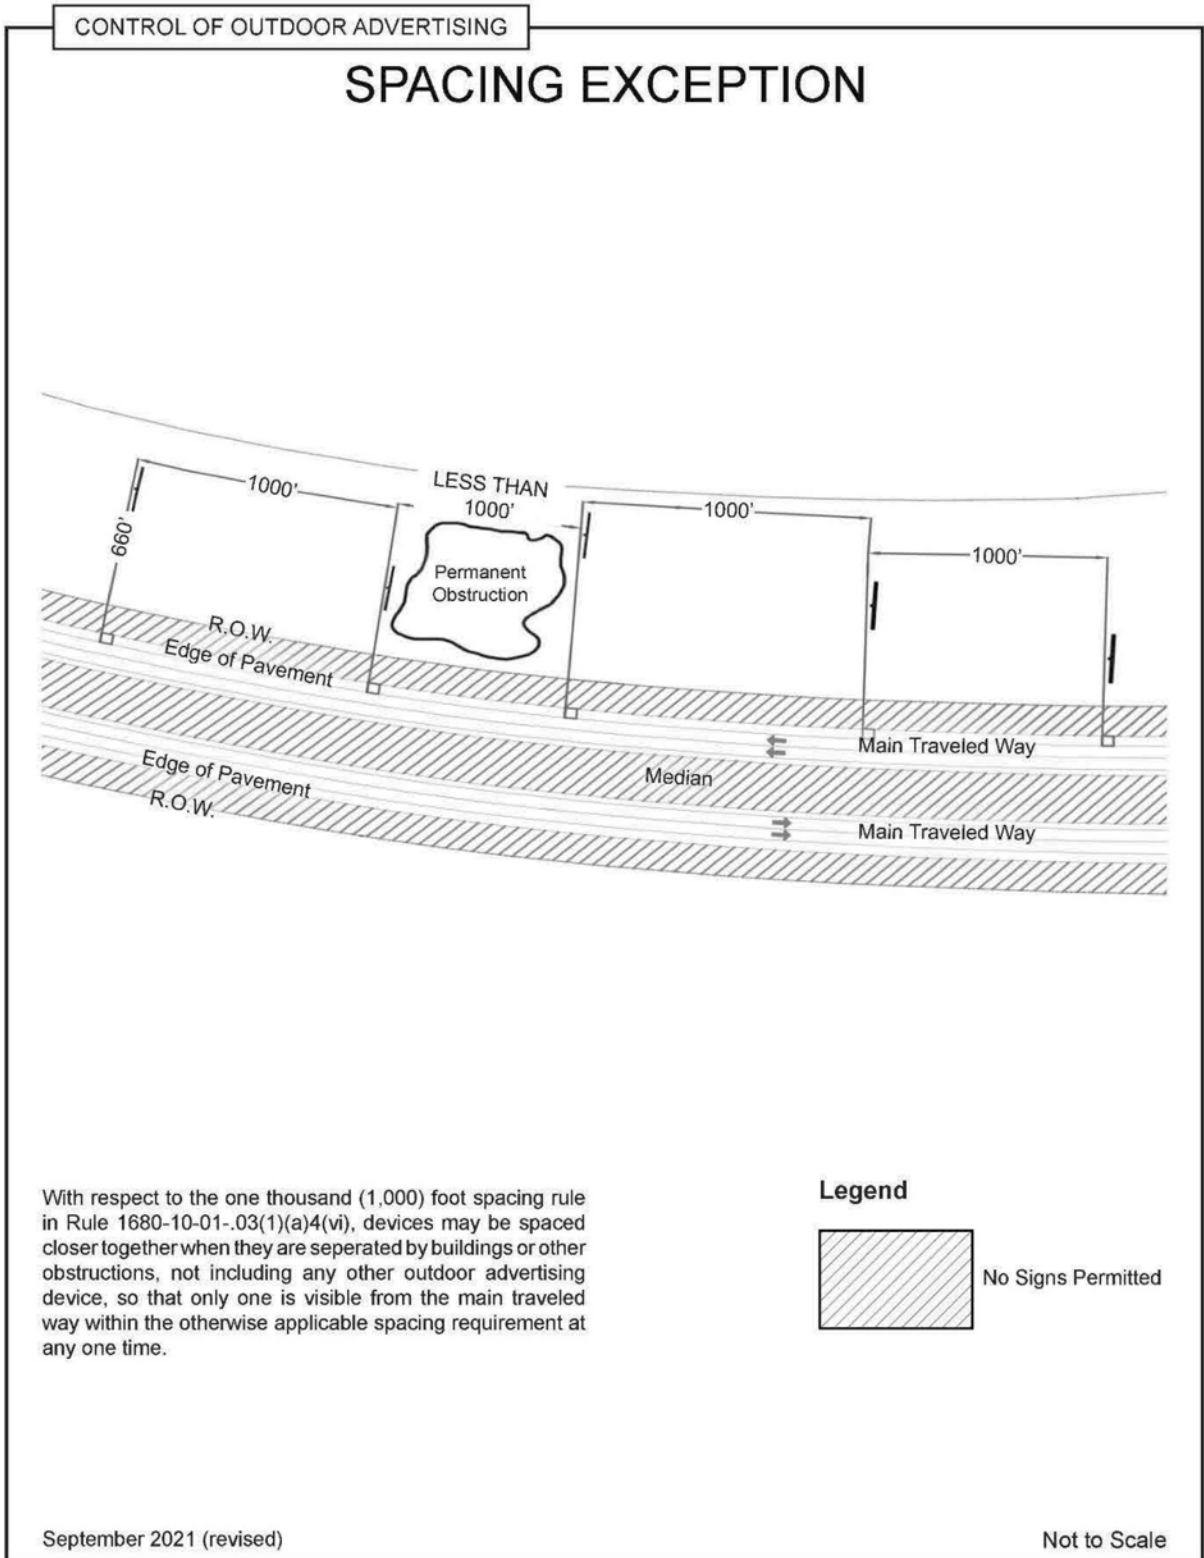 CONTROL OF OUTDOOR ADVERTISING
SPACING EXCEPTION
LESS THAN
1000'
1000'
1000'
1000'
660'
Permanent
Obstruction
R.O.W.
Edge of Pavement
Main Traveled Way
Median
Edge of Pavement
R.O.W.
Main Traveled Way
With respect to the one thousand (1,000) foot spacing rule
in Rule 1680-10-01-.03(1)(a)4(vi), devices may be spaced
closer together when they are seperated by buildings or other
obstructions, not including any other outdoor advertising
device, so that only one is visible from the main traveled
way within the otherwise applicable spacing requirement at
any one time.
Legend
No Signs Permitted
September 2021 (revised)
Not to Scale